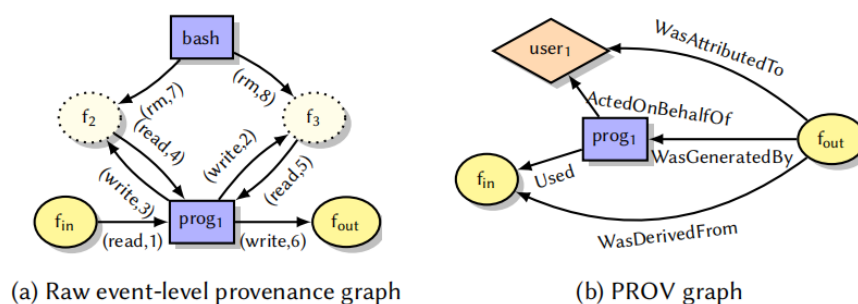 bash
(rm,7)
(rm,8)
f2
f3
(read,4)
(write,2)
(write,3)
(read,5)
fin
prog1
fout
(read,1)
(write,6)
(a) Raw event-level provenance graph
user1
WasAttributedTo
ActedOnBehalfOf
prog1
fout
WasGeneratedBy
fin
Used
WasDerivedFrom
(b) PROV graph